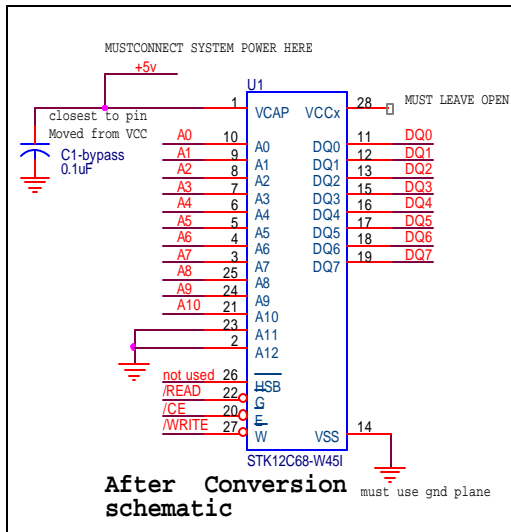 MUSTCONNECT SYSTEM POWER HERE
+5v
U1
1 VCAP VCCx 28 MUST LEAVE OPEN
closest to pin
Moved from VCC
C1-bypass
0.1uF
A0 10 A0 DQ0 11 DQ0
A1 9 A1 DQ1 12 DQ1
A2 8 A2 DQ2 13 DQ2
A3 7 A3 DQ3 15 DQ3
A4 6 A4 DQ4 16 DQ4
A5 5 A5 DQ5 17 DQ5
A6 4 A6 DQ6 18 DQ6
A7 3 A7 DQ7 19 DQ7
A8 25 A8
A9 24 A9
A10 21 A10
23 A11
2 A12
not used 26 HSB
/READ 22 G
/CE 20 E
/WRITE 27 W VSS 14
STK12C68-W45I
After Conversion
schematic
must use gnd plane